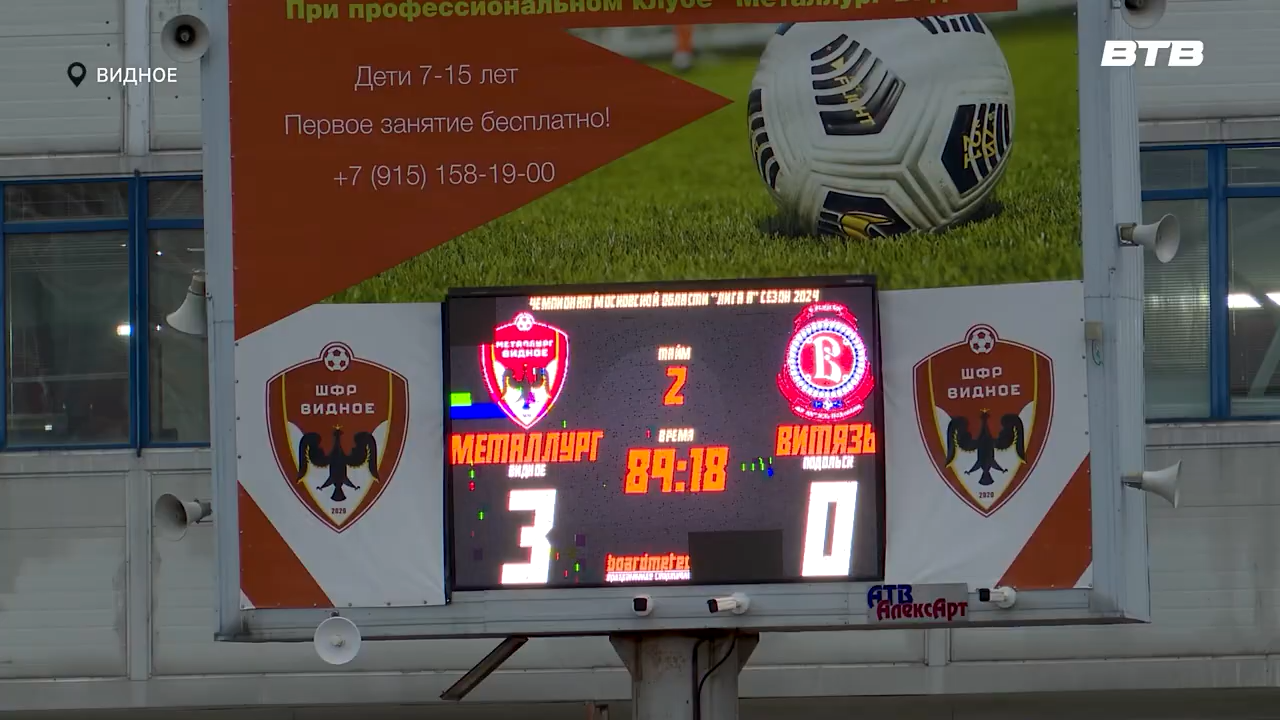 При профессиональном клубе "Металлург Видное"
ВИДНОЕ
ВТВ
Дети 7-15 лет
Первое занятие бесплатно!
+7 (915) 158-19-00
ЧЕМПИОНАТ МОСКОВСКОЙ ОБЛАСТИ "ЛИГА В" СЕЗОН 2024
МЕТАЛЛУРГ
ВИДНОЕ
ТАЙМ
2
ШФР
ВИДНОЕ
2020
ШФР
ВИДНОЕ
2020
МЕТАЛЛУРГ
ВИДНОЕ
ВРЕМЯ
89:18
ВИТЯЗЬ
ПОДОЛЬСК
3
0
boardmeter
АТВ
АлексАрт